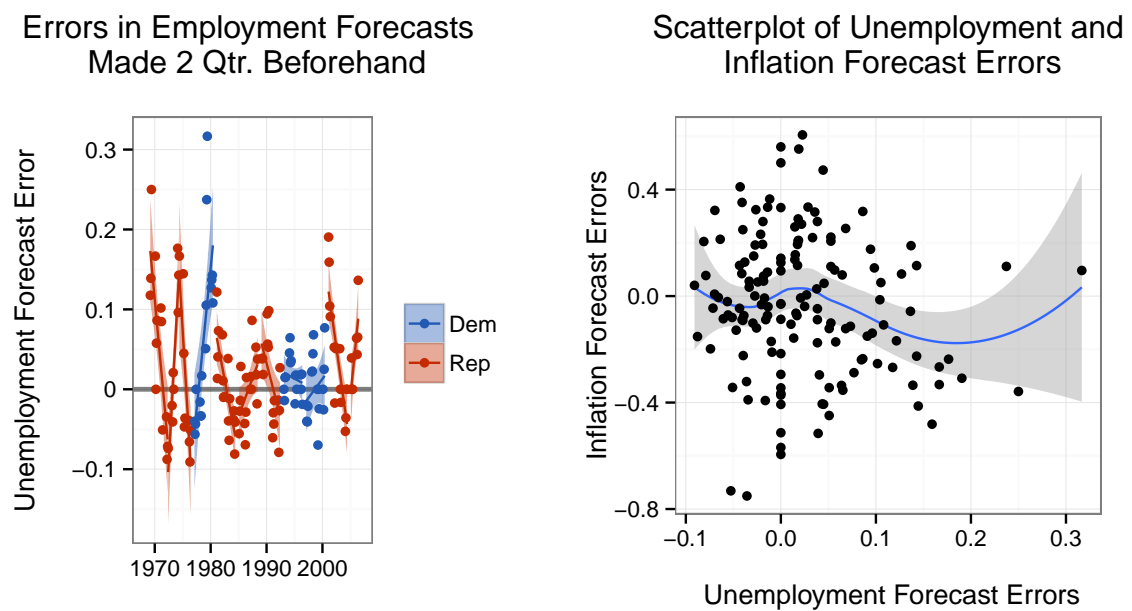 Errors in Employment Forecasts
Made 2 Qtr. Beforehand
Unemployment Forecast Error
0.3
0.2
0.1
0
−0.1
1970 1980 1990 2000
Dem
Rep
Scatterplot of Unemployment and
Inflation Forecast Errors
Inflation Forecast Errors
0.4
0.0
−0.4
−0.8
−0.1 0.0 0.1 0.2 0.3
Unemployment Forecast Errors